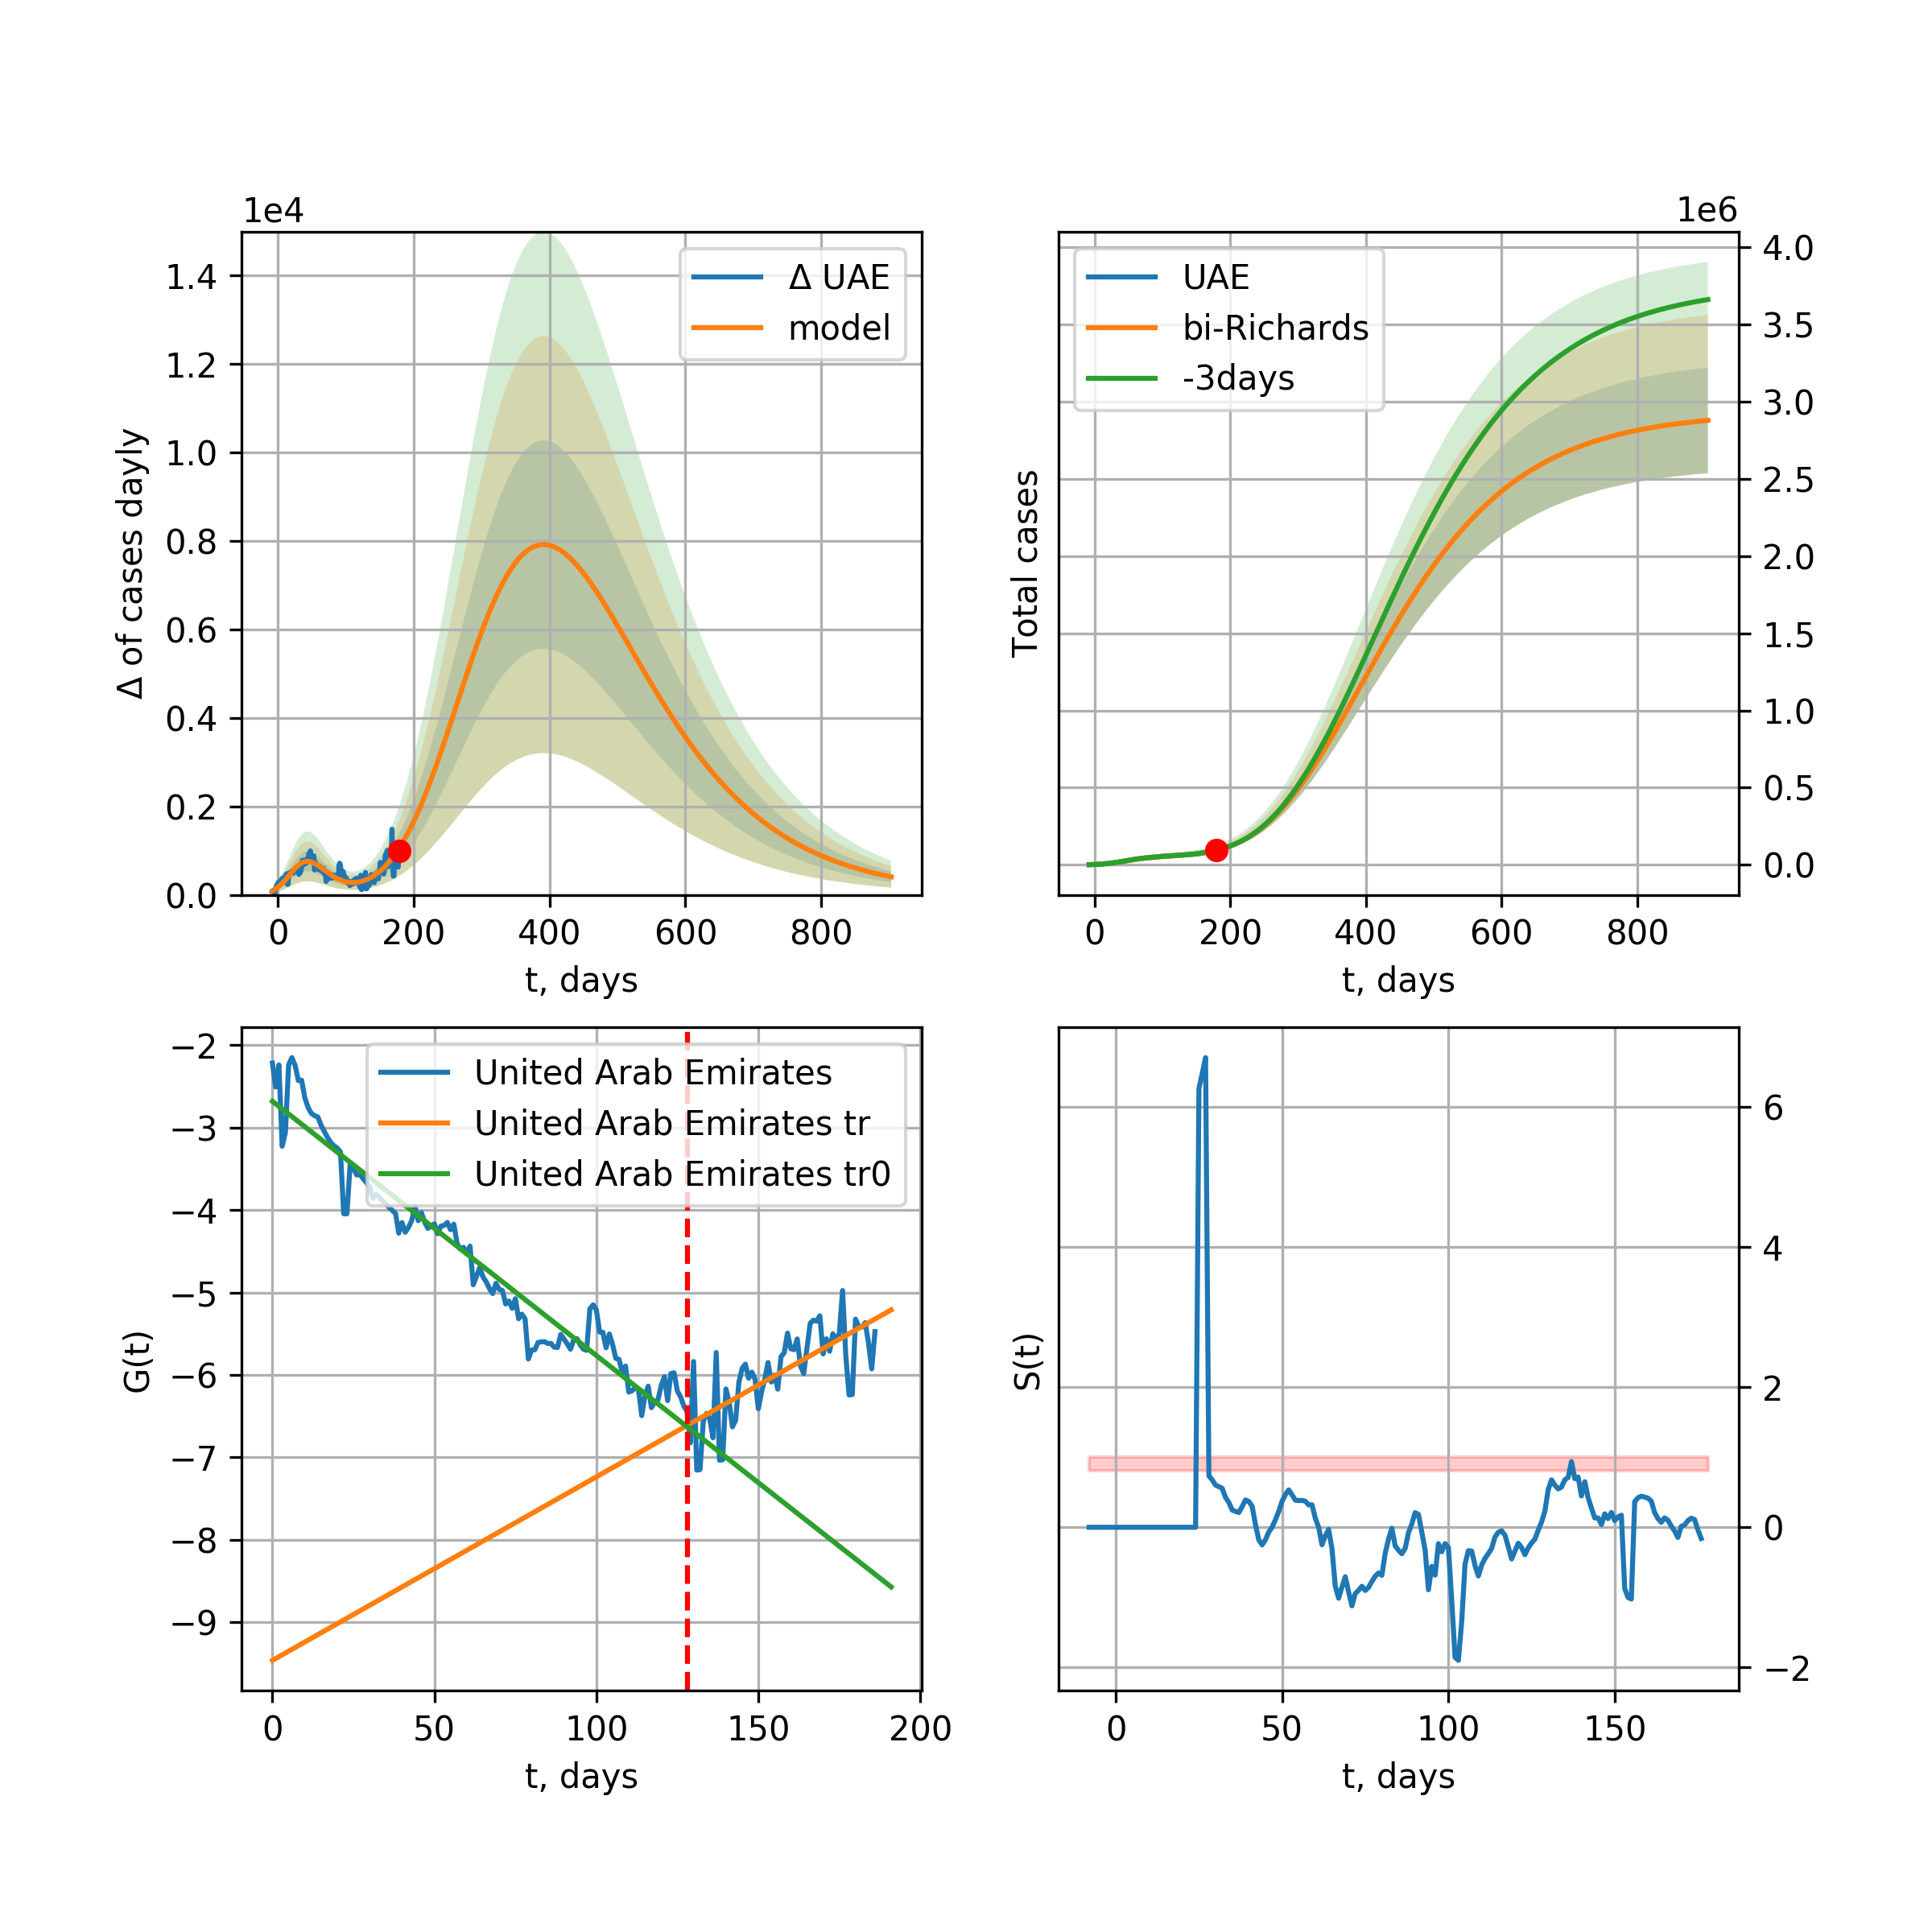 1e4
Δ of cases dayly
1.4
1.2
1.0
0.8
0.6
0.4
0.2
0.0
Δ UAE
model
0 200 400 600 800
t, days
1e6
Total cases
UAE
bi-Richards
-3days
4.0
3.5
3.0
2.5
2.0
1.5
1.0
0.5
0.0
0 200 400 600 800
t, days
G(t)
−2
−3
−4
−5
−6
−7
−8
−9
United Arab Emirates
United Arab Emirates tr
United Arab Emirates tr0
0 50 100 150 200
t, days
S(t)
6
4
2
0
−2
0 50 100 150
t, days